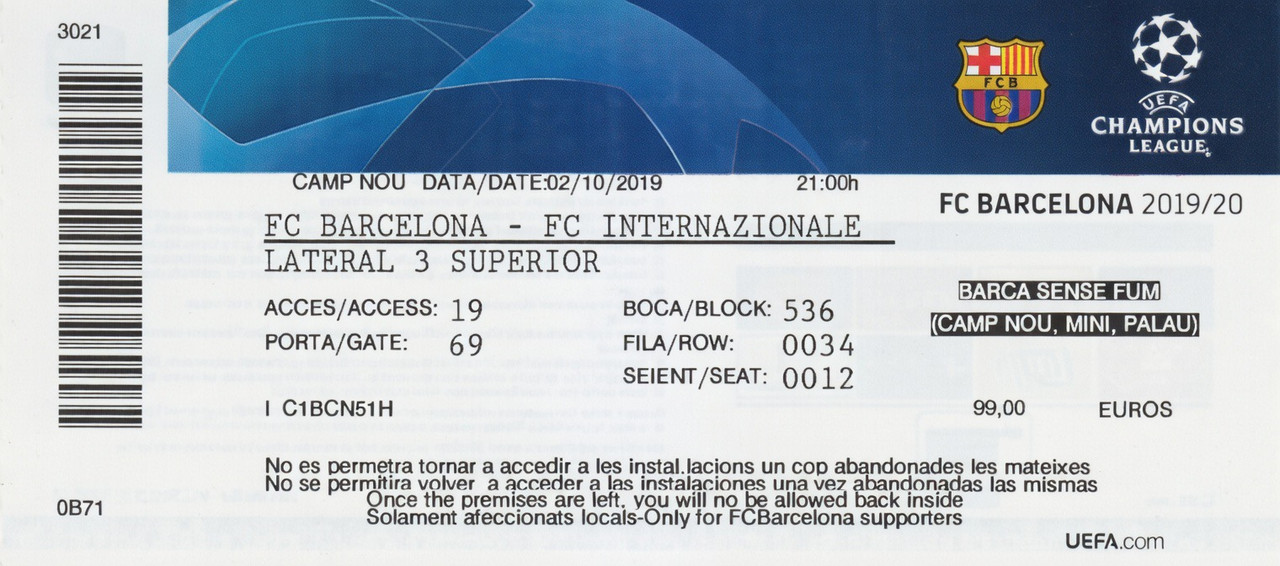 3021
FCB
UEFA
CHAMPIONS
LEAGUE
CAMP NOU DATA/DATE:02/10/2019 21:00h
FC BARCELONA 2019/20
FC BARCELONA - FC INTERNAZIONALE
LATERAL 3 SUPERIOR
BARCA SENSE FUM
(CAMP NOU, MINI, PALAU)
ACCES/ACCESS: 19 BOCA/BLOCK: 536
PORTA/GATE: 69 FILA/ROW: 0034
SEIENT/SEAT: 0012
I C1BCN51H 99,00 EUROS
No es permetra tornar a accedir a les instal.lacions un cop abandonades les mateixes
No se permitira volver a acceder a las instalaciones una vez abandonadas las mismas
Once the premises are left, you will no be allowed back inside
Solament afeccionats locals-Only for FCBarcelona supporters
0B71
UEFA.com